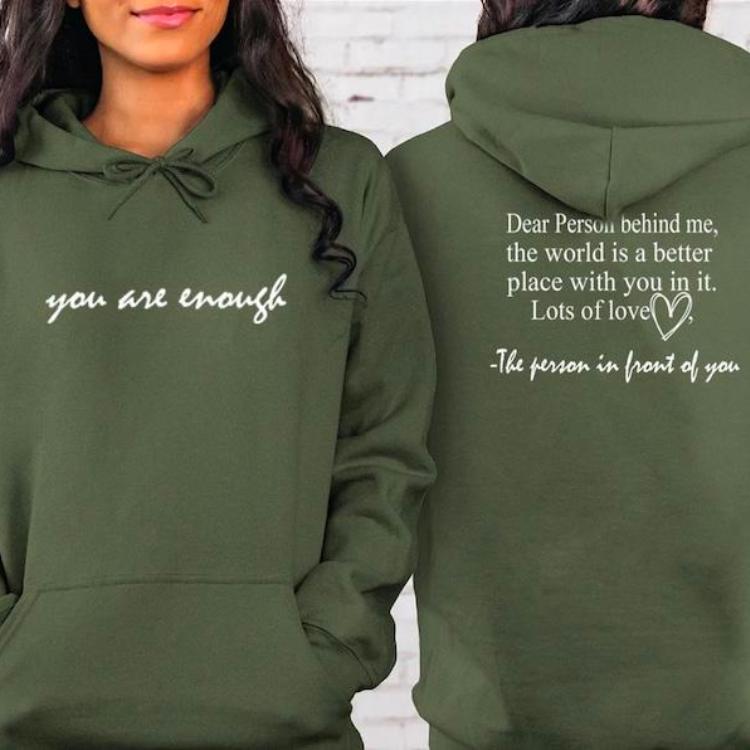 you are enough
Dear Person behind me,
the world is a better
place with you in it.
Lots of love,
-The person in front of you